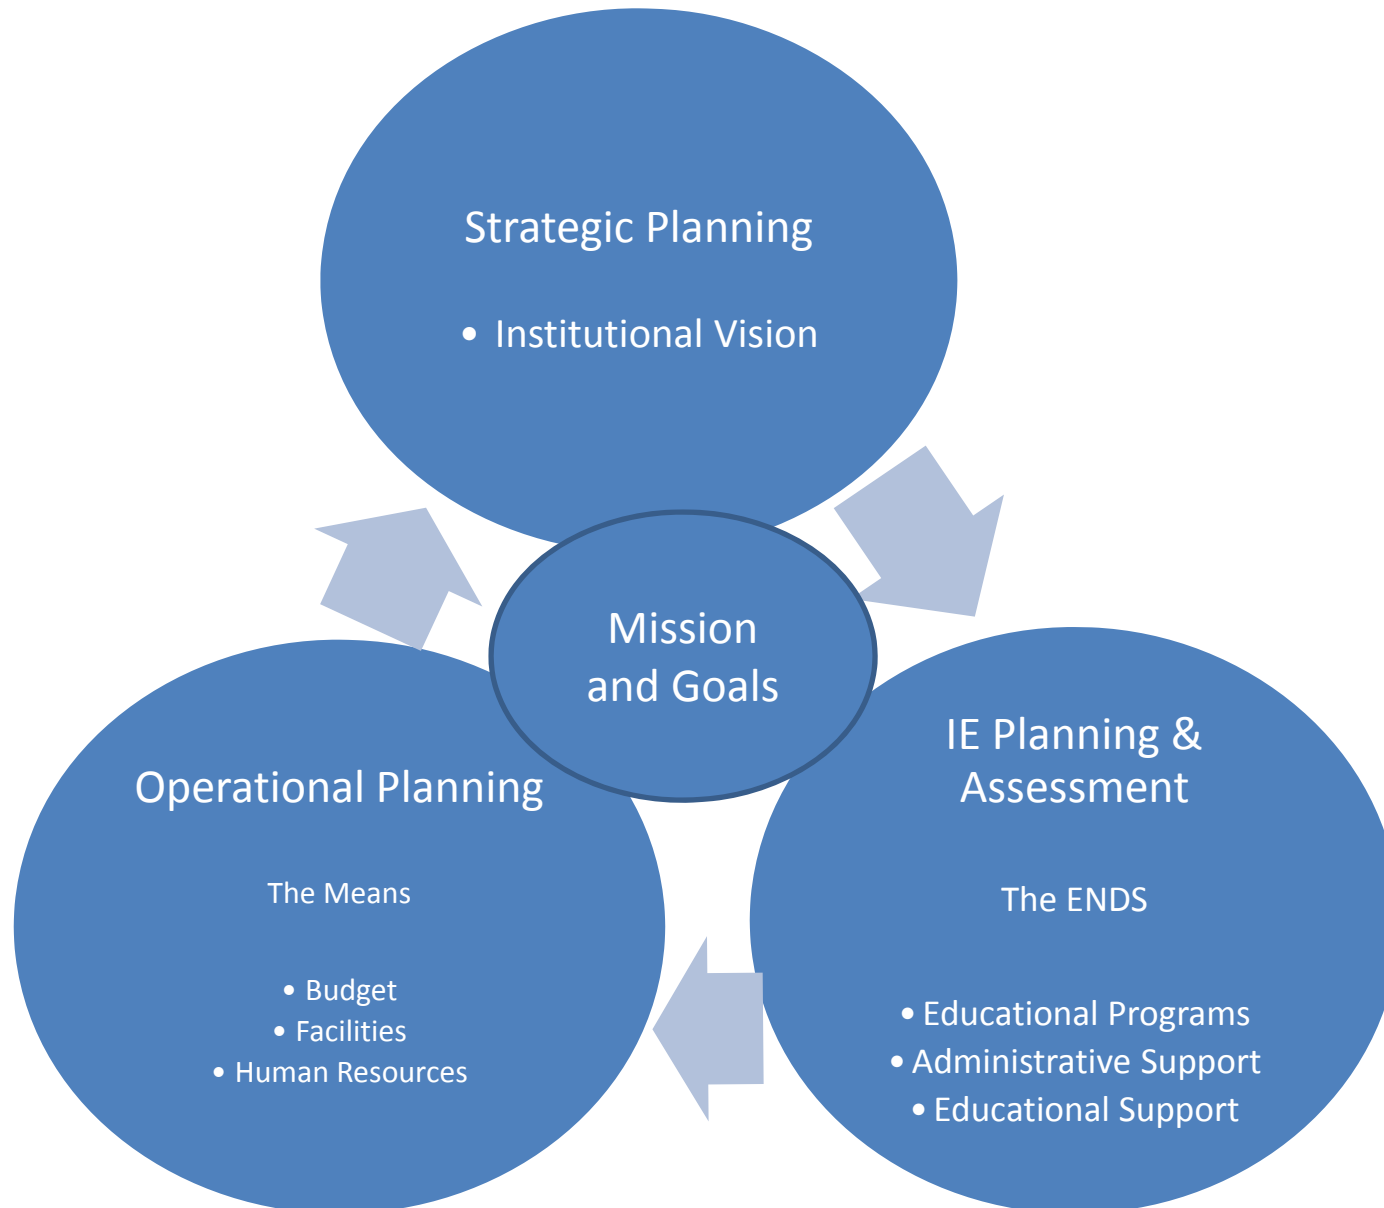 Strategic Planning
• Institutional Vision
Mission
and Goals
Operational Planning
The Means
• Budget
• Facilities
• Human Resources
IE Planning &
Assessment
The ENDS
• Educational Programs
• Administrative Support
• Educational Support